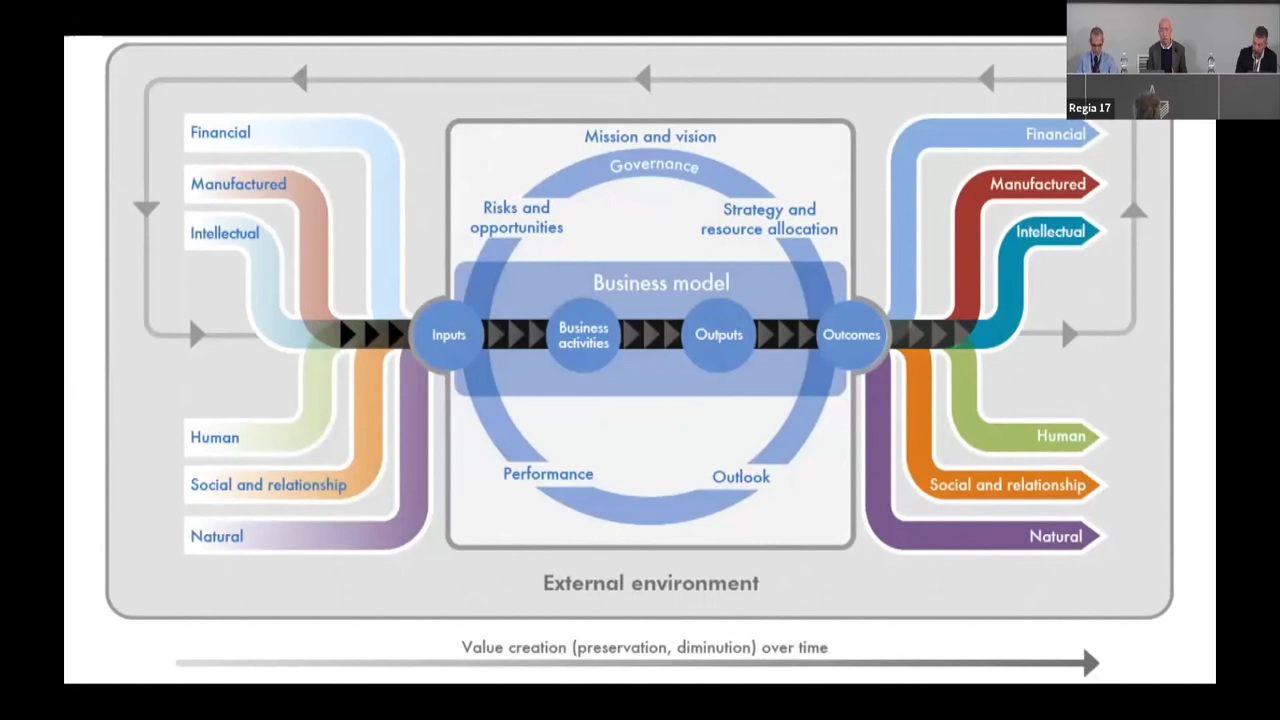 Regia 17
Financial
Manufactured
Intellectual
Human
Social and relationship
Natural
Mission and vision
Governance
Risks and
opportunities
Strategy and
resource allocation
Business model
Inputs
Business
activities
Outputs
Outcomes
Performance
Outlook
Financial
Manufactured
Intellectual
Human
Social and relationship
Natural
External environment
Value creation (preservation, diminution) over time